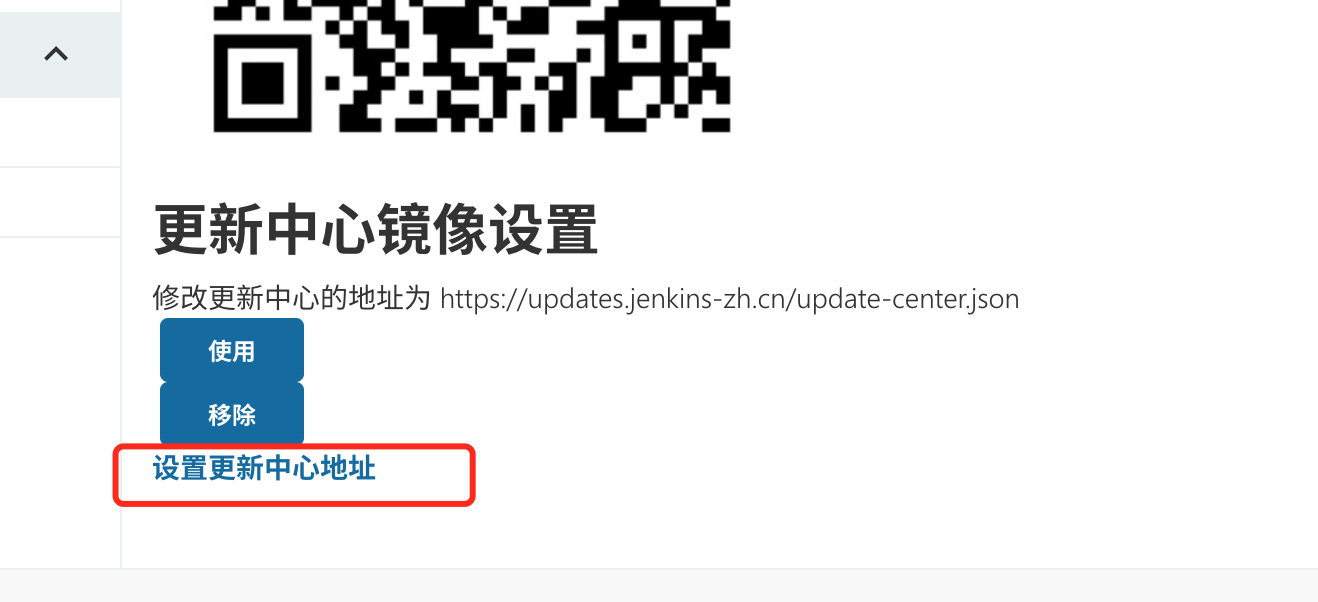 更新中心镜像设置
修改更新中心的地址为 https://updates.jenkins-zh.cn/update-center.json
使用
移除
设置更新中心地址